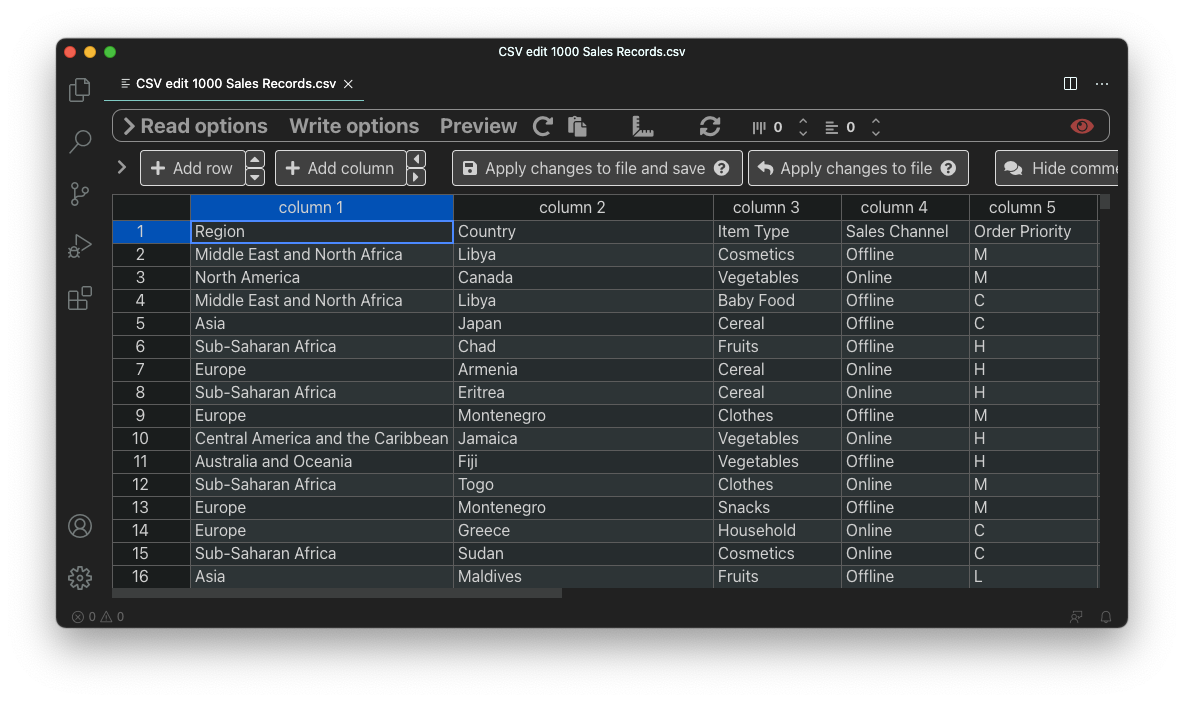 CSV edit 1000 Sales Records.csv
CSV edit 1000 Sales Records.csv
Read options Write options Preview 0 0
Add row Add column Apply changes to file and save ? Apply changes to file ? Hide comme
column 1 column 2 column 3 column 4 column 5
1 Region Country Item Type Sales Channel Order Priority
2 Middle East and North Africa Libya Cosmetics Offline M
3 North America Canada Vegetables Online M
4 Middle East and North Africa Libya Baby Food Offline C
5 Asia Japan Cereal Offline C
6 Sub-Saharan Africa Chad Fruits Offline H
7 Europe Armenia Cereal Online H
8 Sub-Saharan Africa Eritrea Cereal Online H
9 Europe Montenegro Clothes Offline M
10 Central America and the Caribbean Jamaica Vegetables Online H
11 Australia and Oceania Fiji Vegetables Offline H
12 Sub-Saharan Africa Togo Clothes Online M
13 Europe Montenegro Snacks Offline M
14 Europe Greece Household Online C
15 Sub-Saharan Africa Sudan Cosmetics Online C
16 Asia Maldives Fruits Offline L
0 0